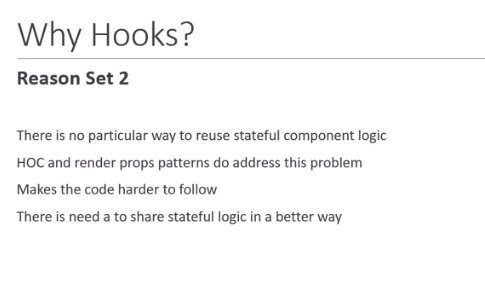 Why Hooks?
Reason Set 2
There is no particular way to reuse stateful component logic
HOC and render props patterns do address this problem
Makes the code harder to follow
There is need a to share stateful logic in a better way